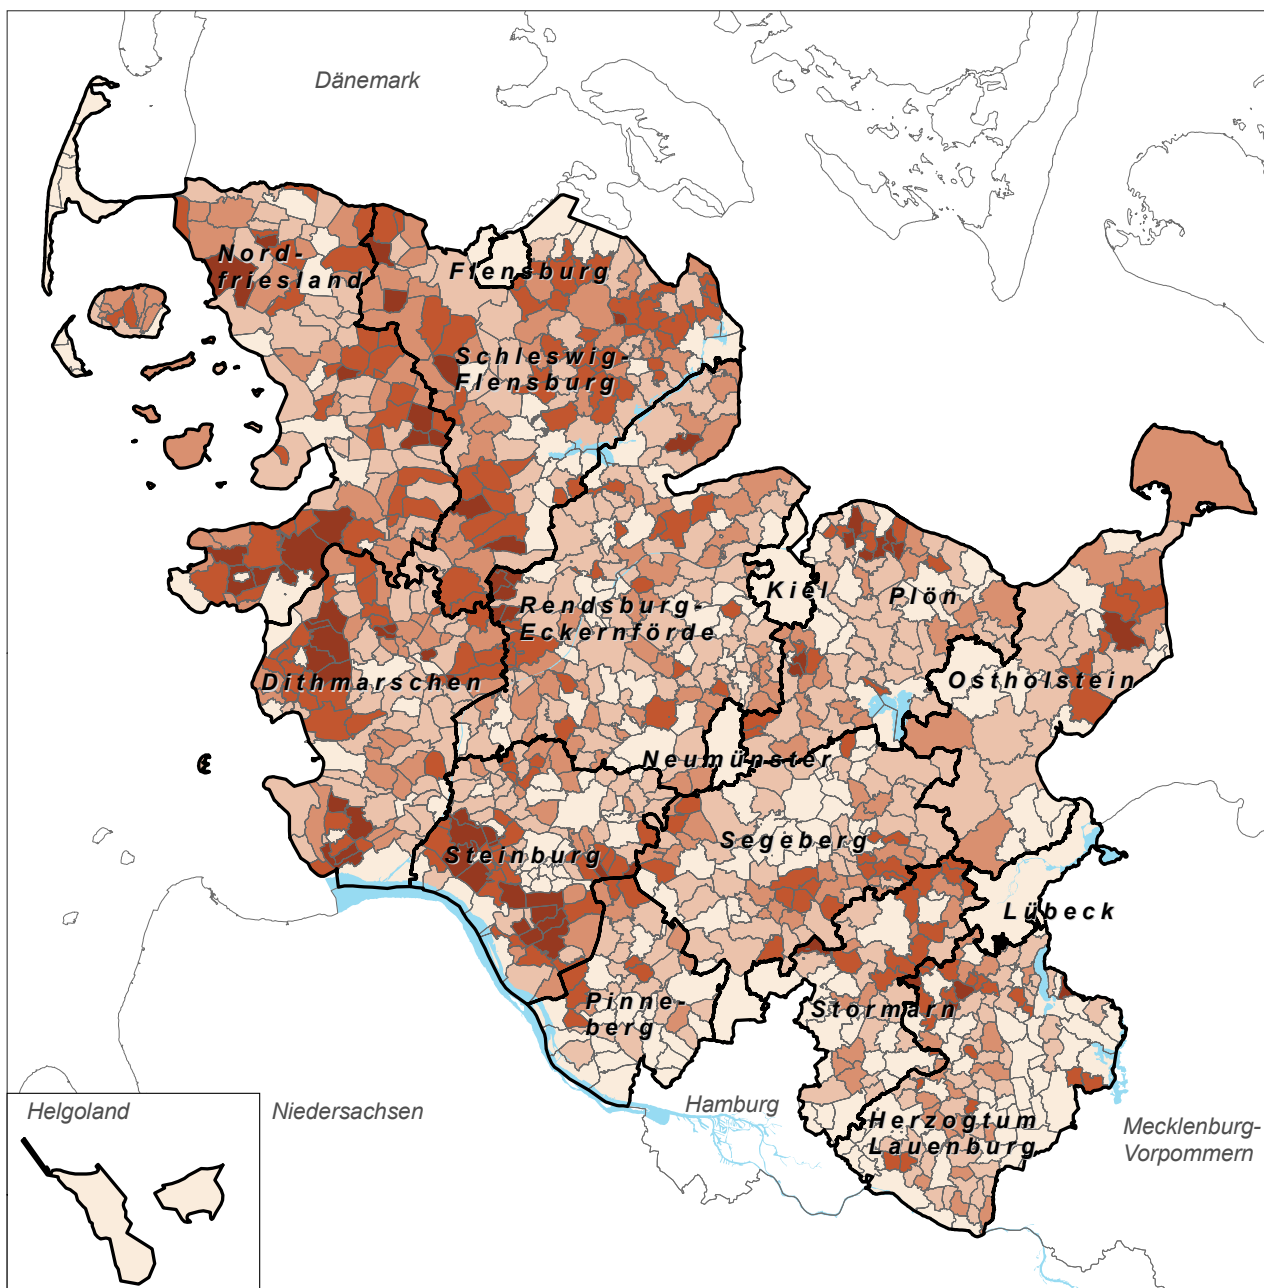 Dänemark
Nord-
friesland
Flensburg
Schleswig-
Flensburg
Kiel
Plön
Rendsburg-
Eckernförde
Ostholstein
Dithmarschen
Neumünster
Segeberg
Steinburg
Lübeck
Pinne-
berg
Stormarn
Helgoland
Niedersachsen
Hamburg
Herzogtum
Lauenburg
Mecklenburg-
Vorpommern